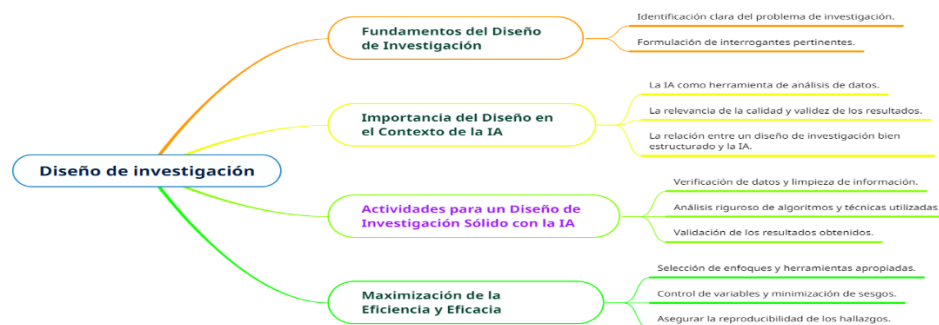 Diseño de investigación
Fundamentos del Diseño
de Investigación
Identificación clara del problema de investigación.
Formulación de interrogantes pertinentes.
Importancia del Diseño en
el Contexto de la IA
La IA como herramienta de análisis de datos.
La relevancia de la calidad y validez de los resultados.
La relación entre un diseño de investigación bien
estructurado y la IA.
Actividades para un Diseño de
Investigación Sólido con la IA
Verificación de datos y limpieza de información.
Análisis riguroso de algoritmos y técnicas utilizadas
Validación de los resultados obtenidos.
Maximización de la
Eficiencia y Eficacia
Selección de enfoques y herramientas apropiadas.
Control de variables y minimización de sesgos.
Asegurar la reproducibilidad de los hallazgos.